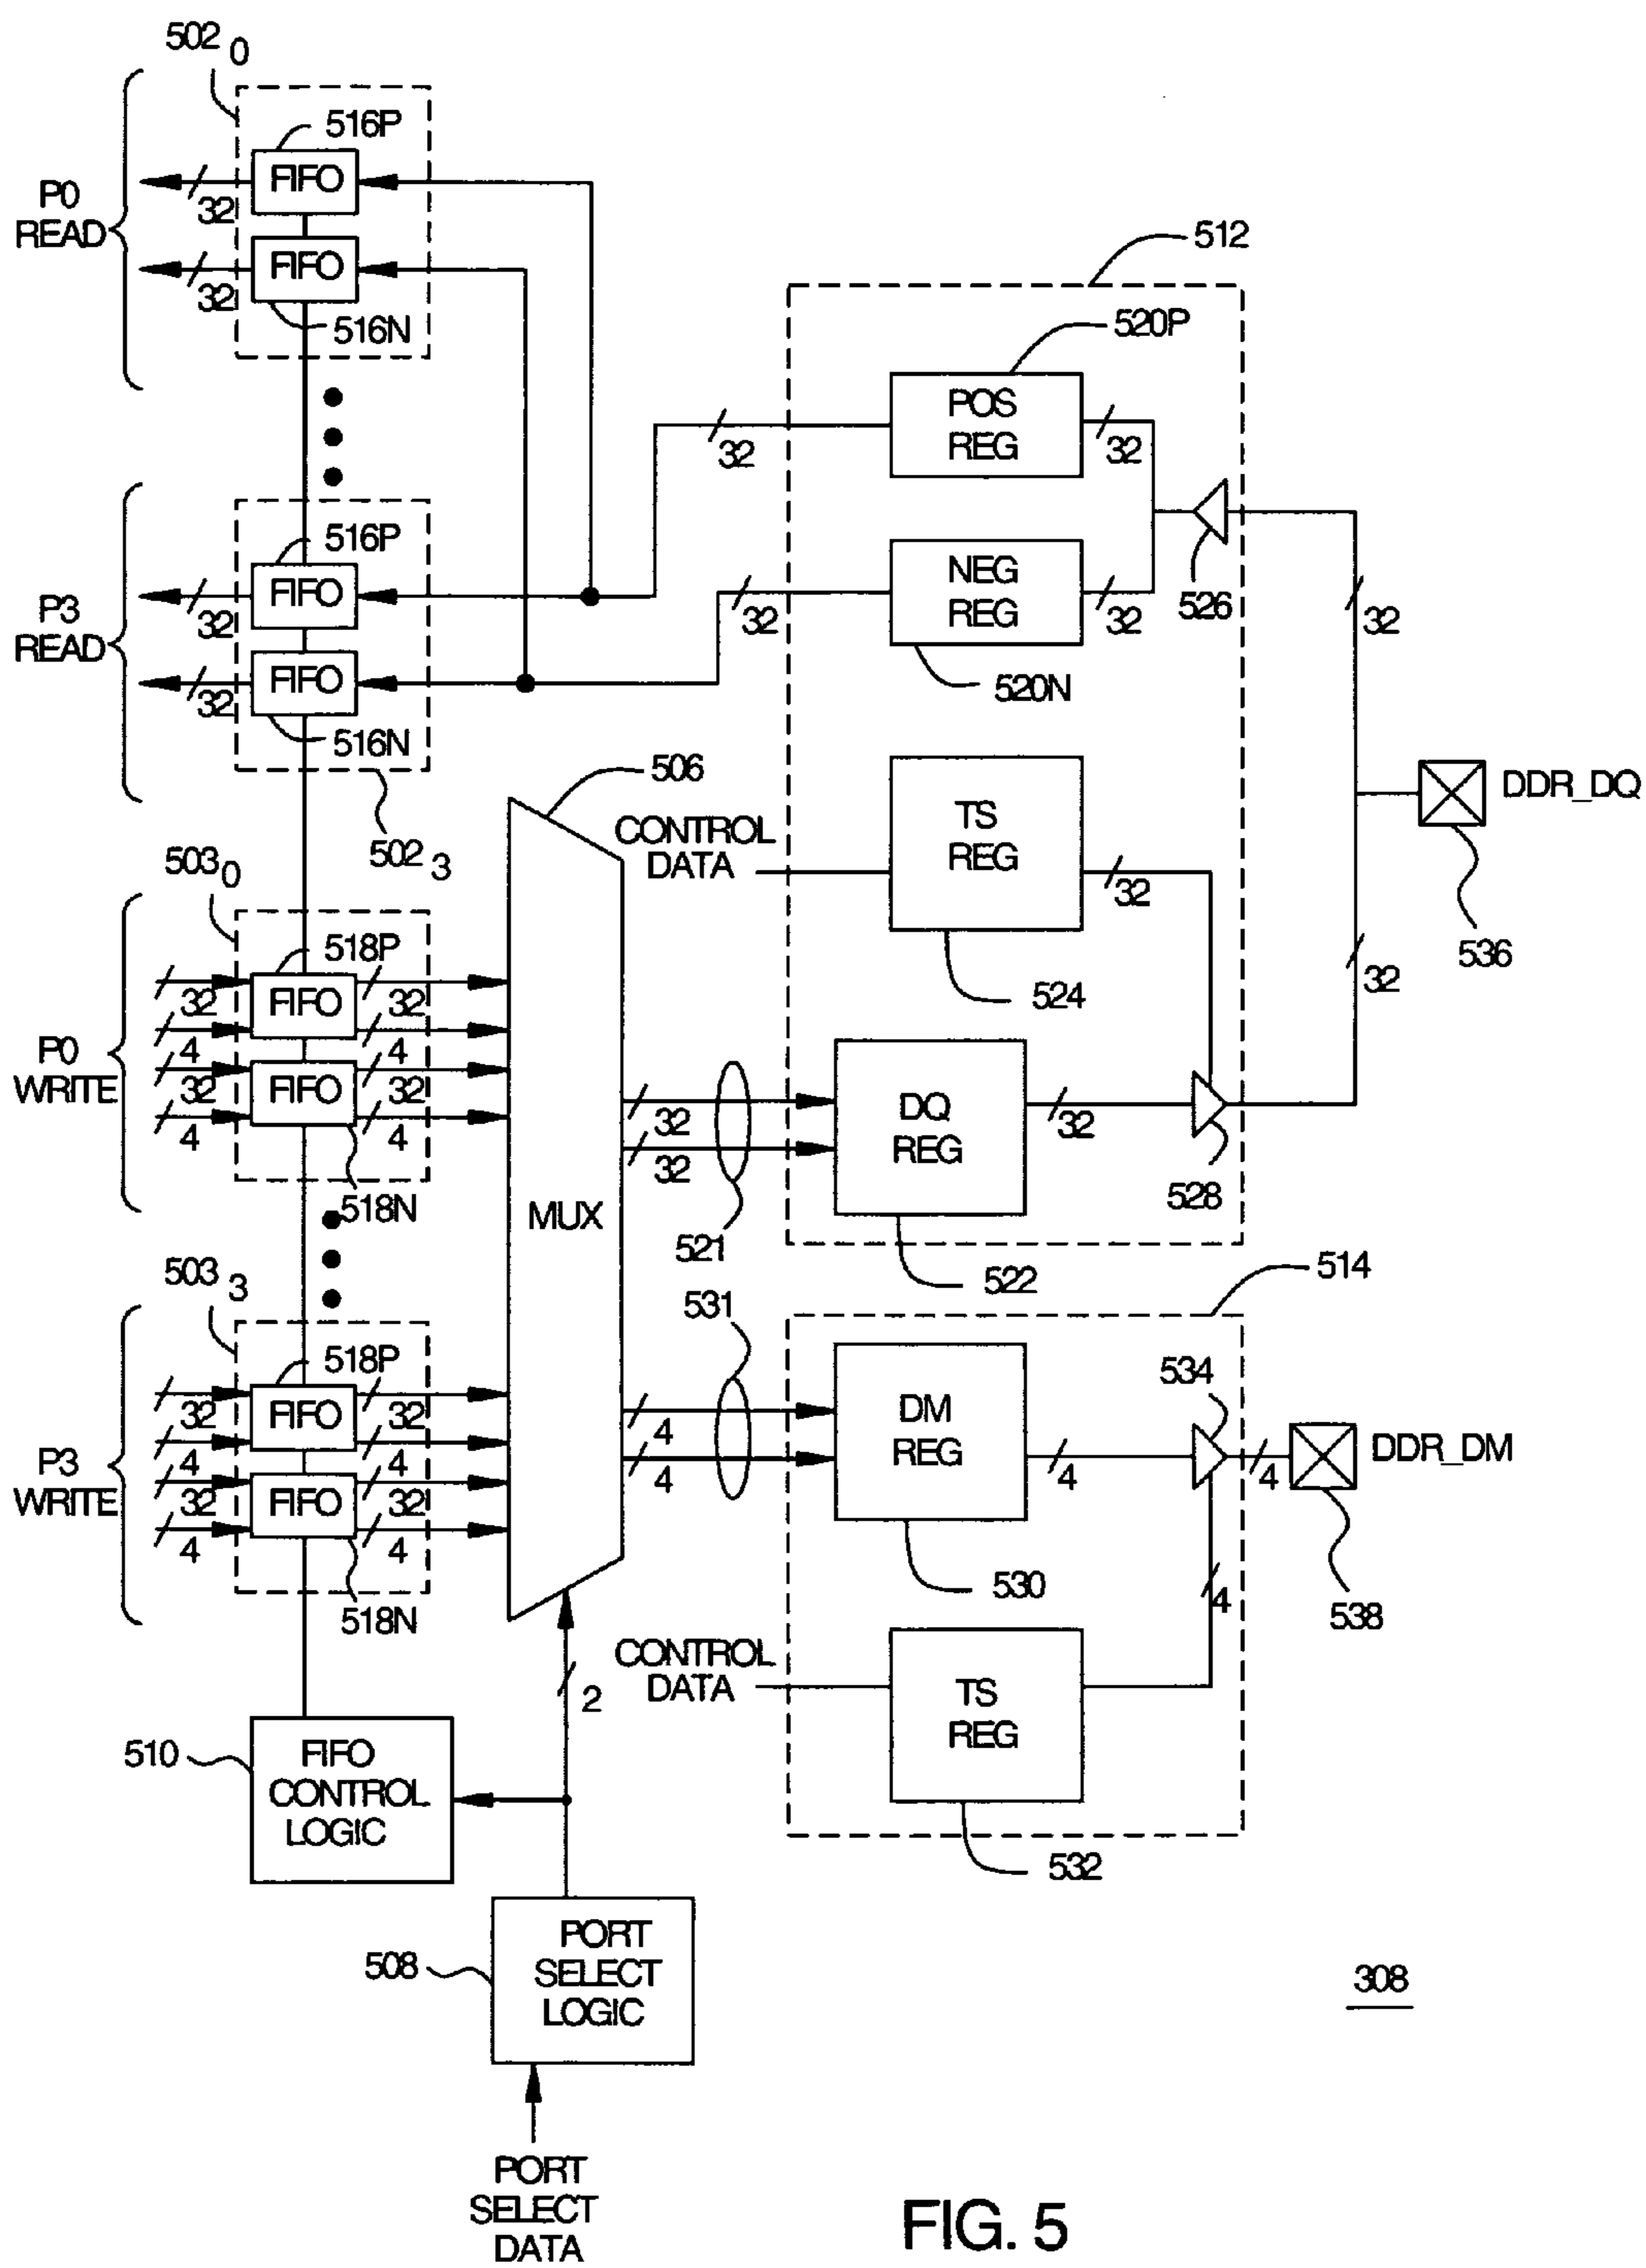 502 0
516P
FIFO
32
P0
READ
FIFO
32
516N
512
520P
POS
REG
32
32
516P
FIFO
32
P3
READ
FIFO
32
516N
502 3
NEG
REG
32
32
520N
526
32
506
CONTROL
DATA
TS
REG
32
524
DDR_DQ
536
32
503 0
518P
FIFO
32
32
4
4
P0
WRITE
FIFO
32
32
4
4
518N
MUX
32
32
521
DQ
REG
32
522
528
514
503 3
518P
FIFO
32
32
4
4
P3
WRITE
FIFO
32
32
4
4
518N
531
4
4
DM
REG
4
530
534
4
DDR_DM
538
4
CONTROL
DATA
TS
REG
532
2
510
FIFO
CONTROL
LOGIC
508
PORT
SELECT
LOGIC
308
PORT
SELECT
DATA
FIG. 5